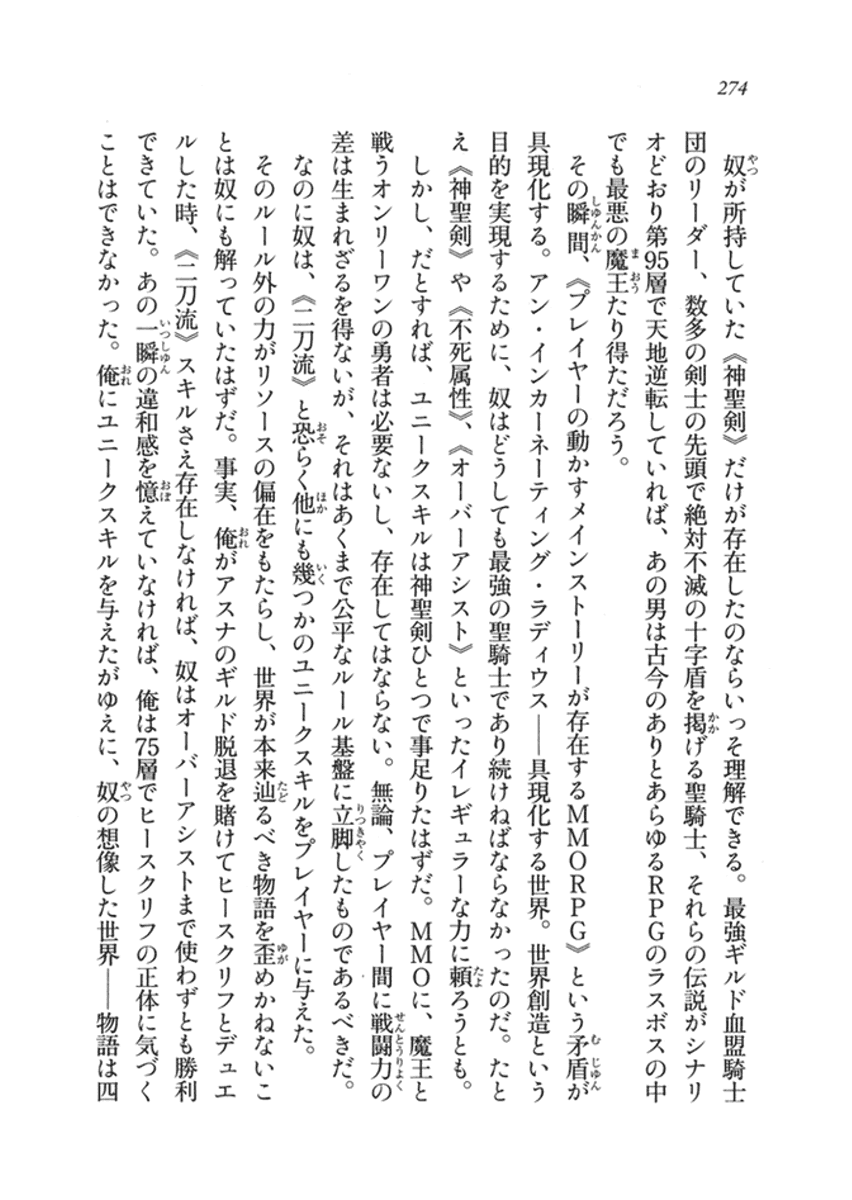 274
奴が所持していた《神聖剣》だけが存在したのならいっそ理解できる。最強ギルド血盟騎士
団のリーダー、数多の剣士の先頭で絶対不滅の十字盾を掲げる聖騎士、それらの伝説がシナリ
オどおり第95層で天地逆転していれば、あの男は古今のありとあらゆるRPGのラスボスの中
でも最悪の魔王たり得ただろう。
その瞬間、《プレイヤーの動かすメインストーリーが存在するMMORPG》という矛盾が
具現化する。アン・インカーネーティング・ラディウス――具現化する世界。世界創造という
目的を実現するために、奴はどうしても最強の聖騎士であり続けねばならなかったのだ。たと
え《神聖剣》や《不死属性》、《オーバーアシスト》といったイレギュラーな力に頼ろうとも。
しかし、だとすれば、ユニークスキルは神聖剣ひとつで事足りたはずだ。MMOに、魔王と
戦うオンリーワンの勇者は必要ないし、存在してはならない。無論、プレイヤー間に戦闘力の
差は生まれざるを得ないが、それはあくまで公平なルール基盤に立脚したものであるべきだ。
なのに奴は、《二刀流》と恐らく他にも幾つかのユニークスキルをプレイヤーに与えた。
そのルール外の力がリソースの偏在をもたらし、世界が本来辿るべき物語を歪めかねないこ
とは奴にも解っていたはずだ。事実、俺がアスナのギルド脱退を賭けてヒースクリフとデュエ
ルした時、《二刀流》スキルさえ存在しなければ、奴はオーバーアシストまで使わずとも勝利
できていた。あの一瞬の違和感を憶えていなければ、俺は75層でヒースクリフの正体に気づく
ことはできなかった。俺にユニークスキルを与えたがゆえに、奴の想像した世界――物語は四